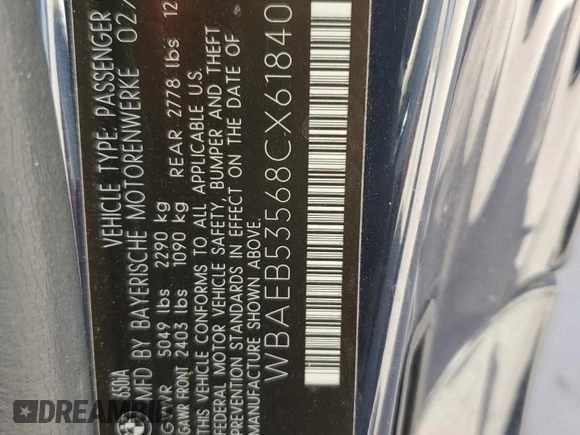 VEHICLE TYPE: PASSENGER
MFD BY BAYERISCHE MOTORENWERKE 02/
GVWR 5049 lbs 2290 kg
GAWR FRONT 2403 lbs 1090 kg REAR 2778 lbs 12
THIS VEHICLE CONFORMS TO ALL APPLICABLE U.S.
FEDERAL MOTOR VEHICLE SAFETY, BUMPER AND THEFT
PREVENTION STANDARDS IN EFFECT ON THE DATE OF
MANUFACTURE SHOWN ABOVE.
WBAEB53568CX61840